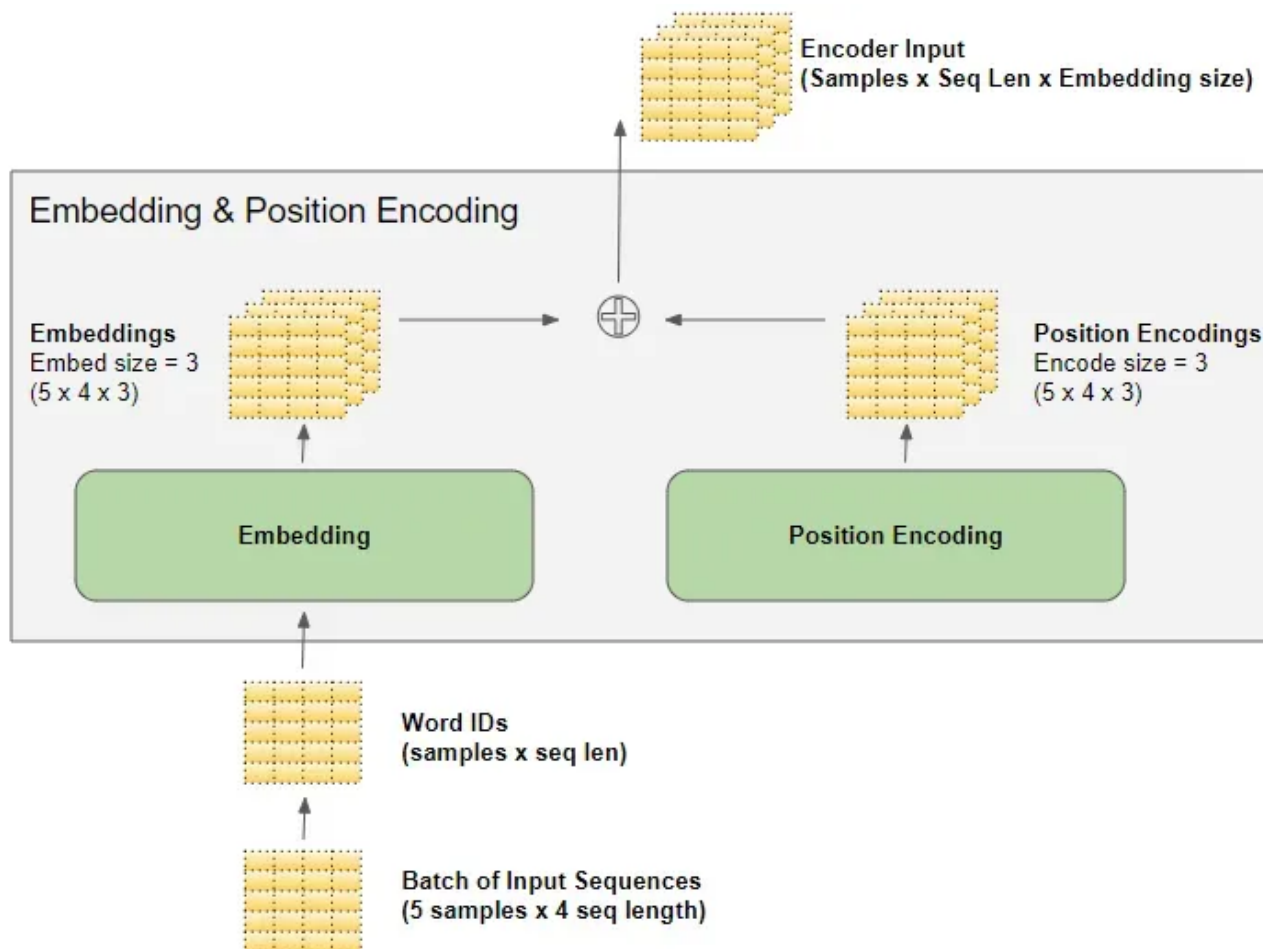 Encoder Input
(Samples x Seq Len x Embedding size)
Embedding & Position Encoding
Embeddings
Embed size = 3
(5 x 4 x 3)
Position Encodings
Encode size = 3
(5 x 4 x 3)
Embedding
Position Encoding
Word IDs
(samples x seq len)
Batch of Input Sequences
(5 samples x 4 seq length)